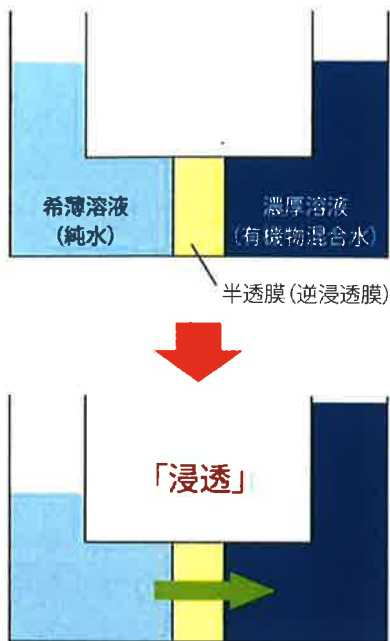 希薄溶液
(純水)
濃厚溶液
(有機物混合水)
半透膜(逆浸透膜)
「浸透」